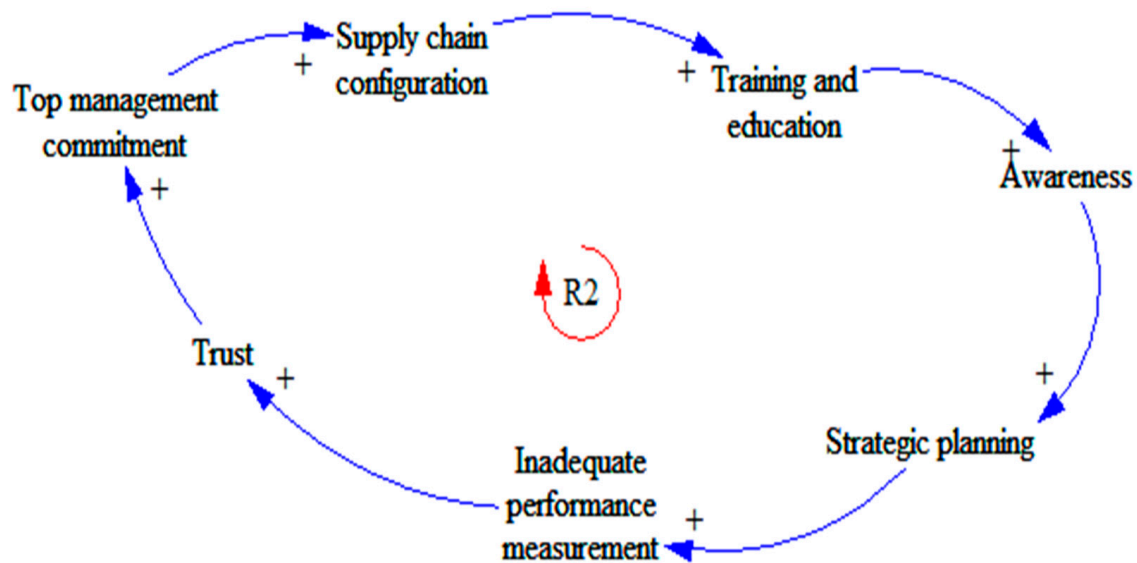 Supply chain
configuration
+
+
Training and
education
Top management
commitment
+
Awareness
+
R2
Trust
+
+
Strategic planning
Inadequate
performance
measurement
+